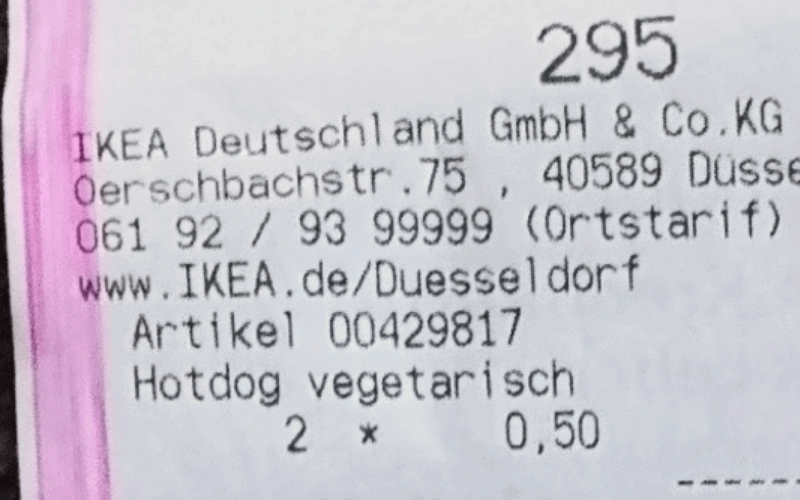 295
IKEA Deutschland GmbH & Co.KG
Oerschbachstr.75 , 40589
061 92 / 93 99999 (Ortstarif)
www.IKEA.de/Duesseldorf
Artikel 00429817
Hotdog vegetarisch
2 * 0,50